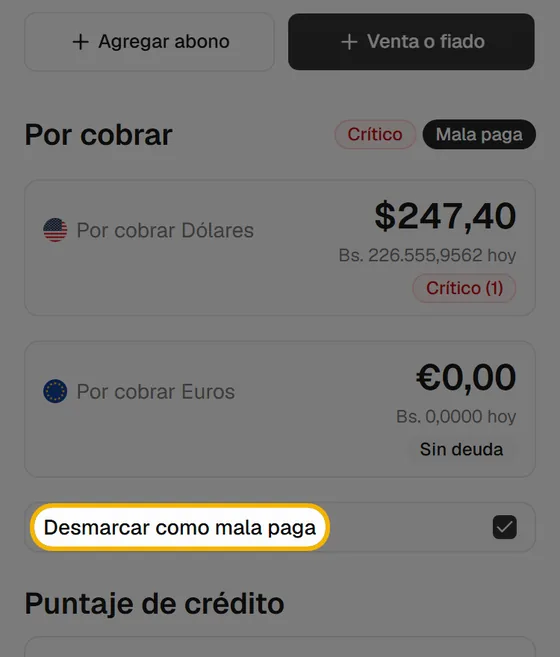 + Agregar abono
+ Venta o fiado
Por cobrar
Crítico
Mala paga
Por cobrar Dólares
$247,40
Bs. 226.555,9562 hoy
Crítico (1)
Por cobrar Euros
€0,00
Bs. 0,0000 hoy
Sin deuda
Desmarcar como mala paga
Puntaje de crédito